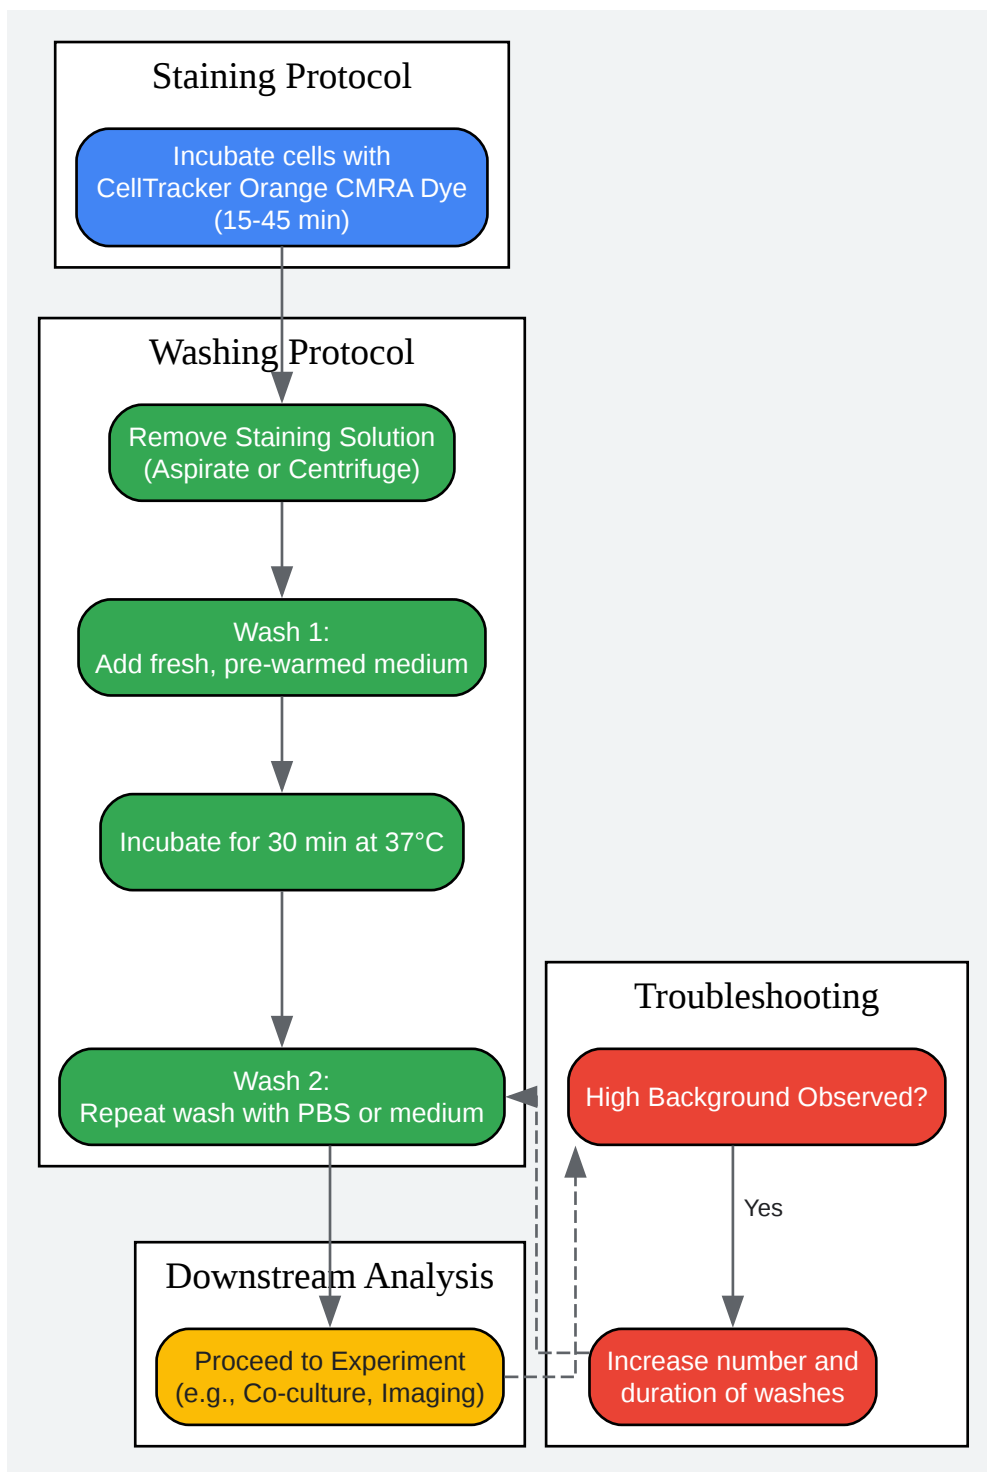 Staining Protocol
Incubate cells with
CellTracker Orange CMRA Dye
(15-45 min)
Washing Protocol
Remove Staining Solution
(Aspirate or Centrifuge)
Wash 1:
Add fresh, pre-warmed medium
Incubate for 30 min at 37°C
Wash 2:
Repeat wash with PBS or medium
Troubleshooting
High Background Observed?
Yes
Increase number and
duration of washes
Downstream Analysis
Proceed to Experiment
(e.g., Co-culture, Imaging)